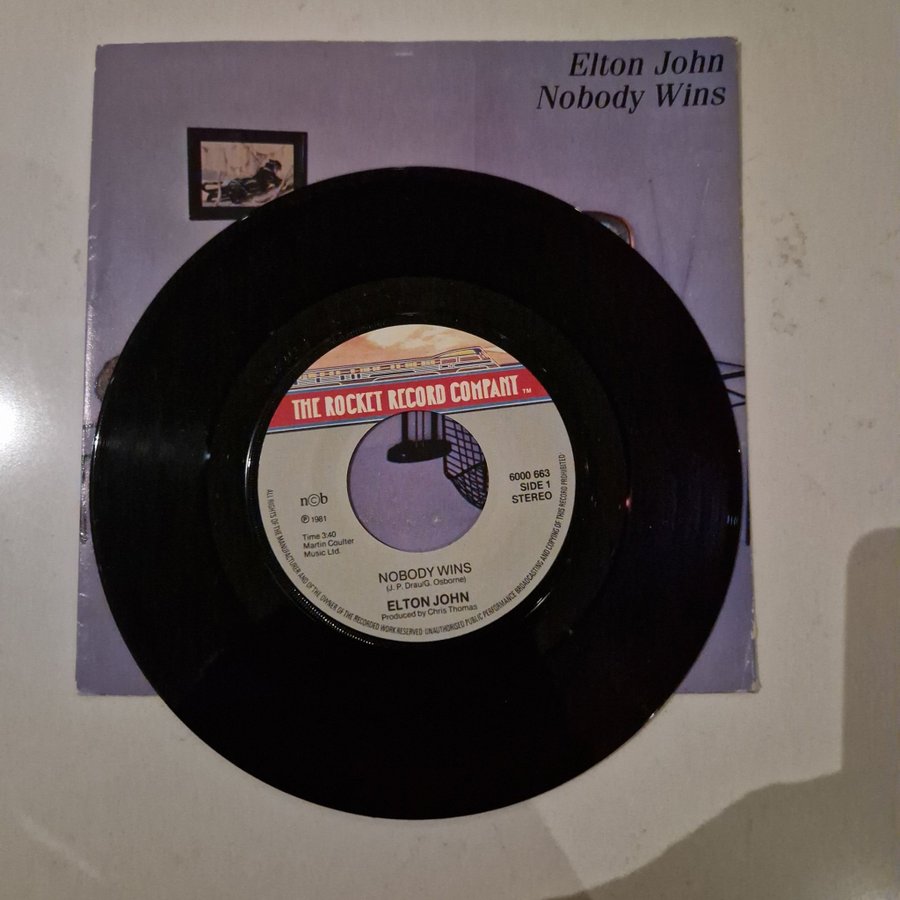 Elton John
Nobody Wins
THE ROCKET RECORD COMPANY ™
6000 663
SIDE 1
STEREO
n©b
℗ 1981
Time 3:40
Martin Coulter
Music Ltd.
NOBODY WINS
(J. P. Drau/G. Osborne)
ELTON JOHN
Produced by Chris Thomas
ALL RIGHTS OF THE MANUFACTURER AND OF THE OWNER OF THE RECORDED WORK RESERVED UNAUTHORISED PUBLIC PERFORMANCE BROADCASTING AND COPYING OF THIS RECORD PROHIBITED